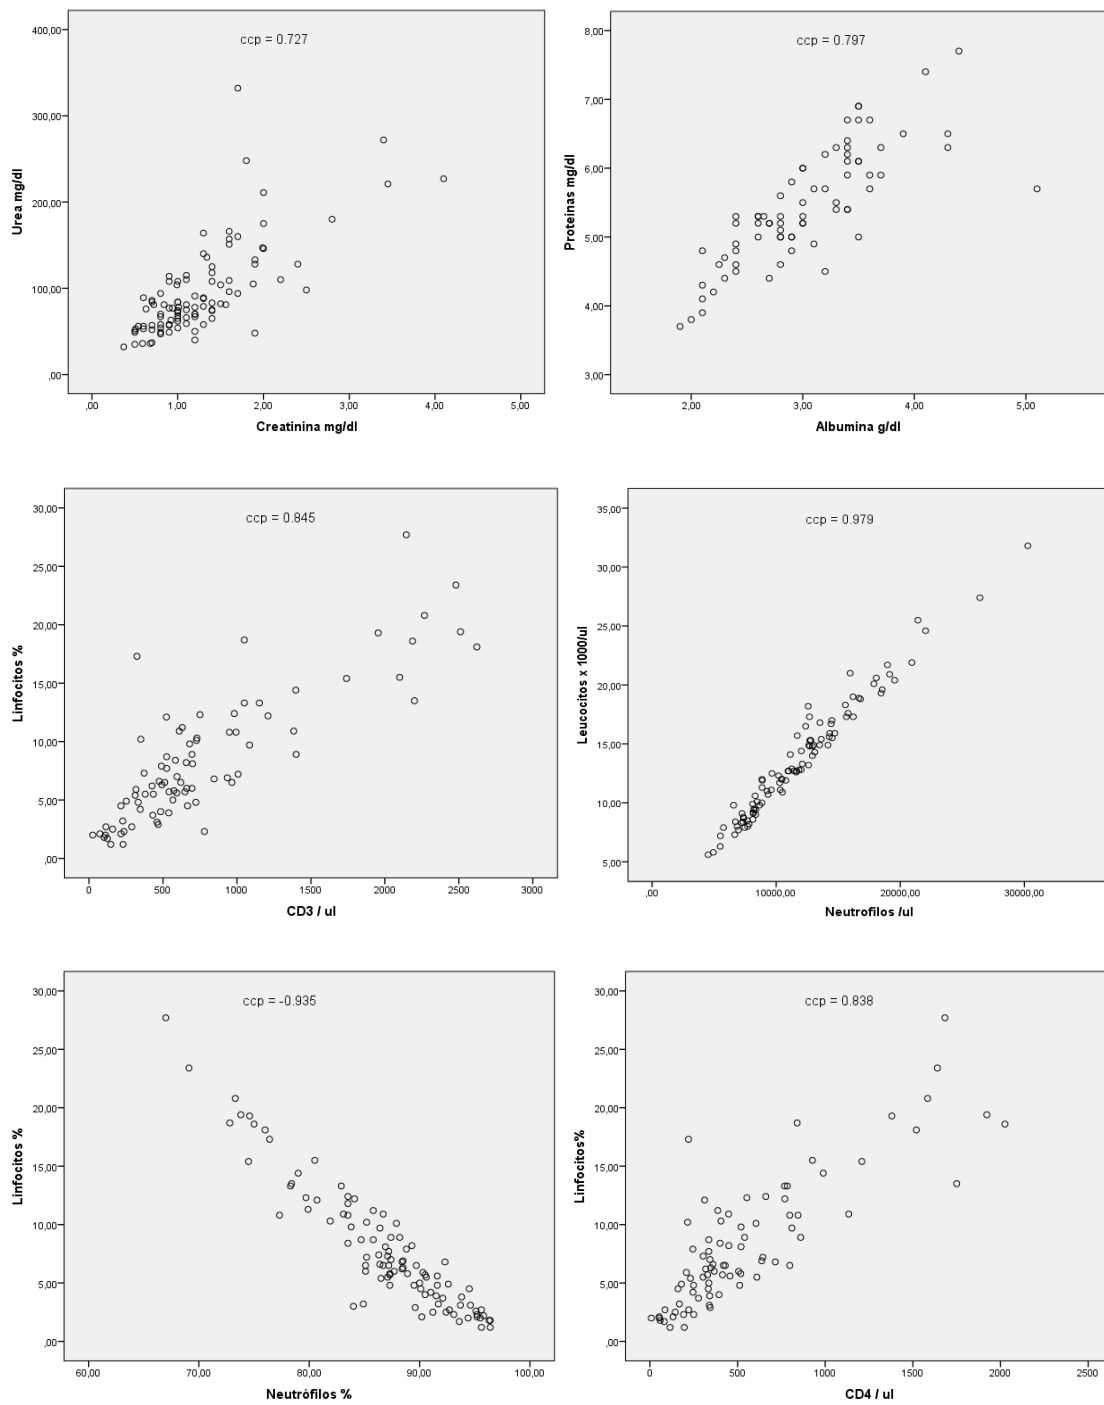 ccp = 0.727
400,00
300,00
200,00
100,00
,00
Urea mg/dl
,00 1,00 2,00 3,00 4,00 5,00
Creatinina mg/dl
ccp = 0.797
8,00
7,00
6,00
5,00
4,00
3,00
Proteinas mg/dl
2,00 3,00 4,00 5,00
Albumina g/dl
ccp = 0.845
30,00
25,00
20,00
15,00
10,00
5,00
,00
Linfocitos %
0 500 1000 1500 2000 2500 3000
CD3 / ul
ccp = 0.979
35,00
30,00
25,00
20,00
15,00
10,00
5,00
Leucocitos x 1000/ul
,00 10000,00 20000,00 30000,00
Neutrofilos /ul
ccp = -0.935
30,00
25,00
20,00
15,00
10,00
5,00
,00
Linfocitos %
60,00 70,00 80,00 90,00 100,00
Neutrófilos %
ccp = 0.838
30,00
25,00
20,00
15,00
10,00
5,00
,00
Linfocitos%
0 500 1000 1500 2000 2500
CD4 / ul